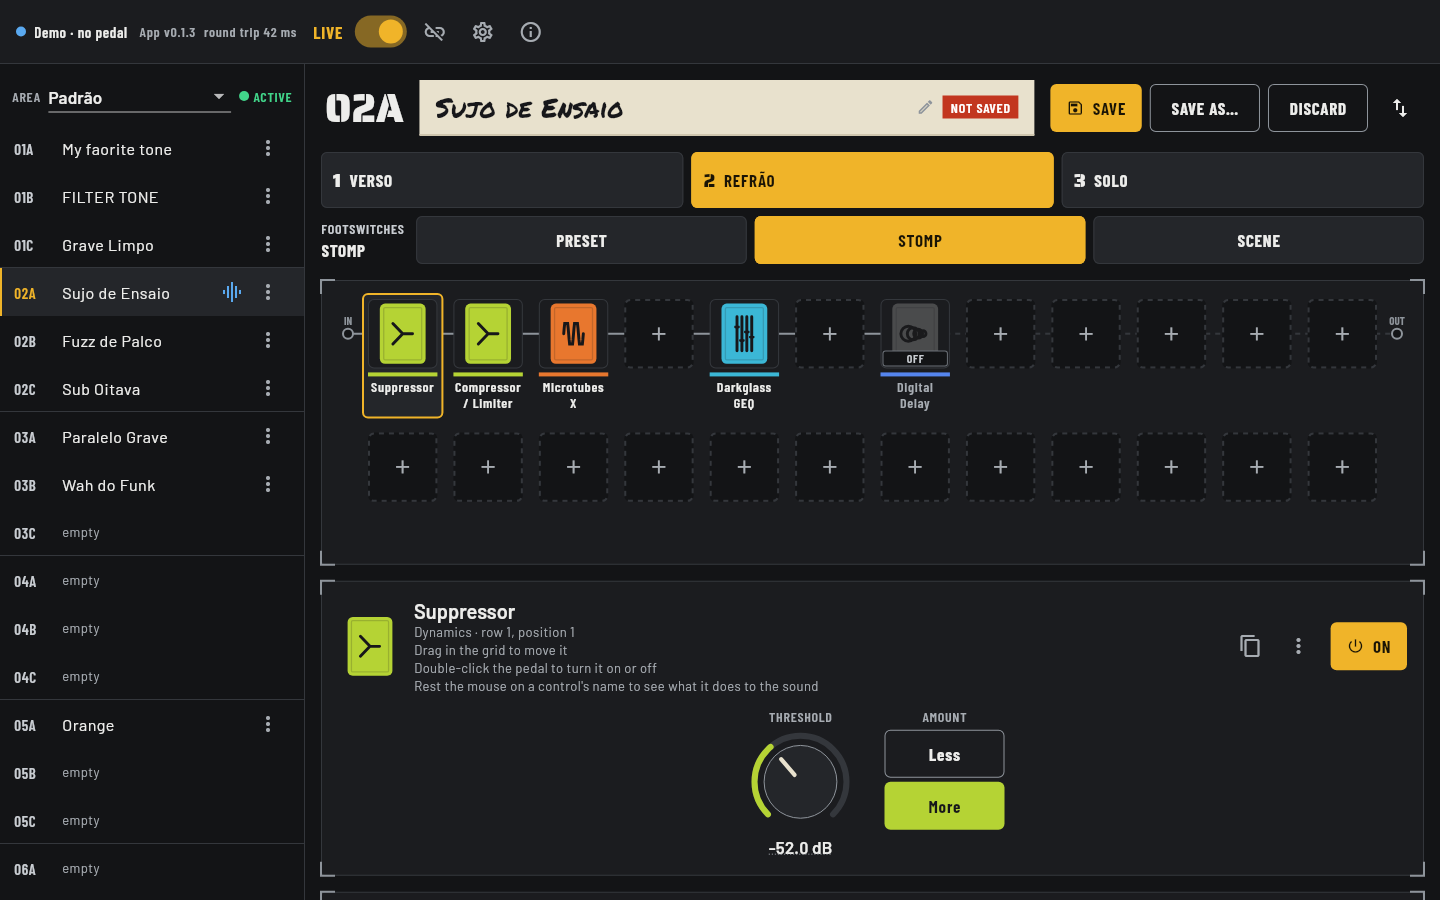 Demo · no pedal App v0.1.3 round trip 42 ms LIVE
AREA Padrão ACTIVE
01A My faorite tone
01B FILTER TONE
01C Grave Limpo
02A Sujo de Ensaio
02B Fuzz de Palco
02C Sub Oitava
03A Paralelo Grave
03B Wah do Funk
03C empty
04A empty
04B empty
04C empty
05A Orange
05B empty
05C empty
06A empty
02A Sujo de Ensaio NOT SAVED SAVE SAVE AS... DISCARD
1 VERSO 2 REFRÃO 3 SOLO
FOOTSWITCHES
STOMP
PRESET STOMP SCENE
IN OUT
OFF
Suppressor
Compressor
/ Limiter
Microtubes
X
Darkglass
GEQ
Digital
Delay
Suppressor
Dynamics · row 1, position 1
Drag in the grid to move it
Double-click the pedal to turn it on or off
Rest the mouse on a control's name to see what it does to the sound
ON
THRESHOLD AMOUNT
Less
More
-52.0 dB